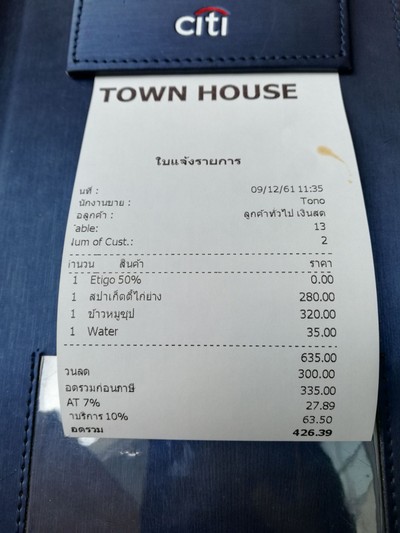 citi
TOWN HOUSE
ใบแจ้งรายการ
นที่ : 09/12/61 11:35
นักงานขาย : Tono
อลูกค้า : ลูกค้าทั่วไป เงินสด
able: 13
um of Cust.: 2
จำนวน สินค้า ราคา
1 Etigo 50% 0.00
1 สปาเก็ตตี้ไก่ย่าง 280.00
1 ข้าวหมูซุป 320.00
1 Water 35.00
635.00
วนลด 300.00
อดรวมก่อนภาษี 335.00
AT 7% 27.89
าบริการ 10% 63.50
อดรวม 426.39